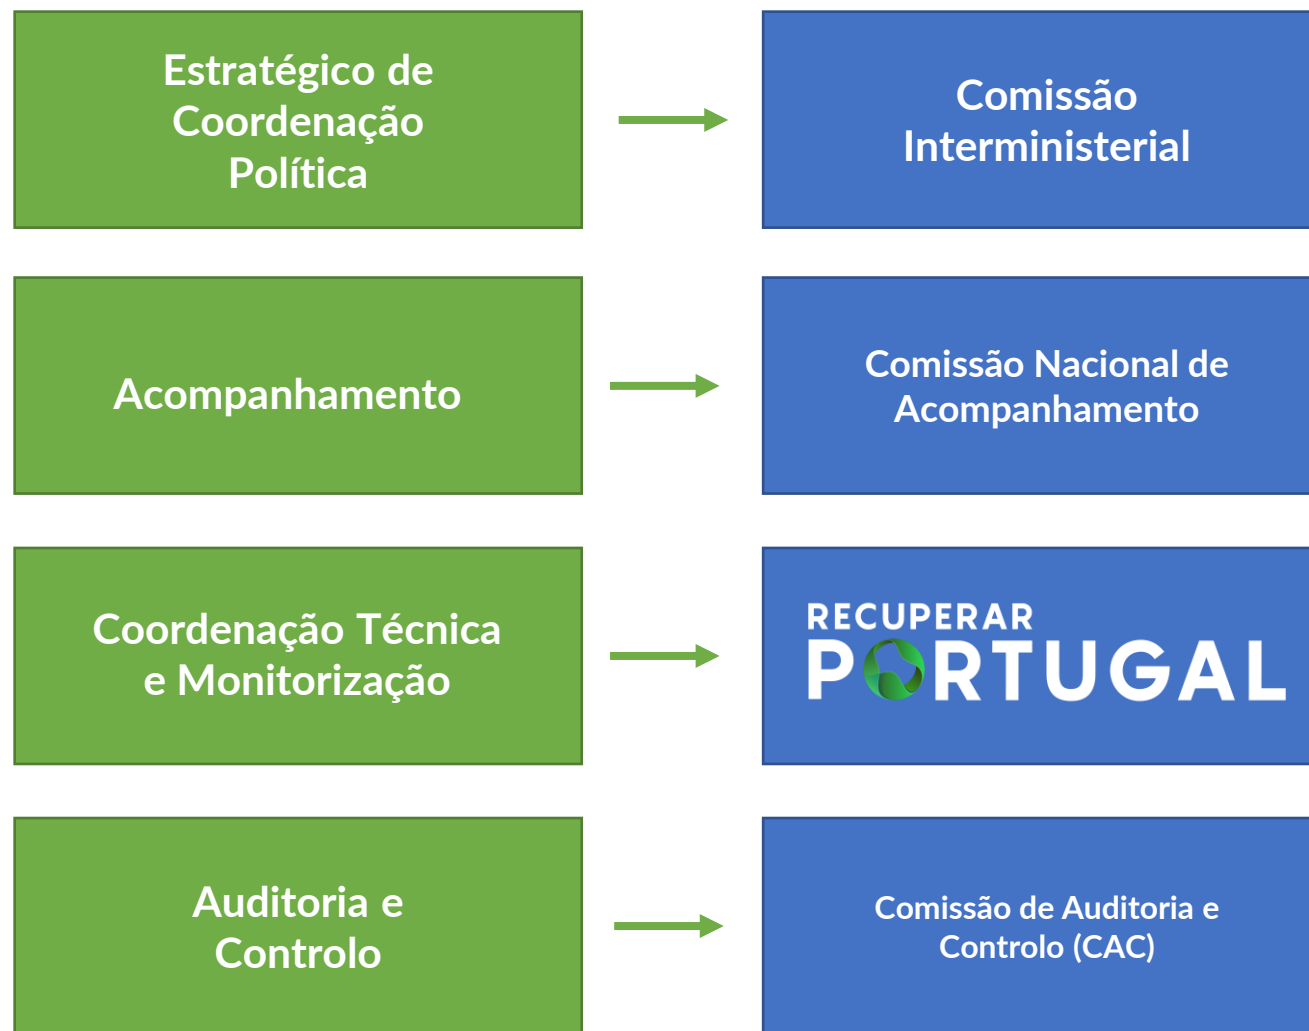 Estratégico de
Coordenação
Política
Comissão
Interministerial
Acompanhamento
Comissão Nacional de
Acompanhamento
Coordenação Técnica
e Monitorização
RECUPERAR
PORTUGAL
Auditoria e
Controlo
Comissão de Auditoria e
Controlo (CAC)